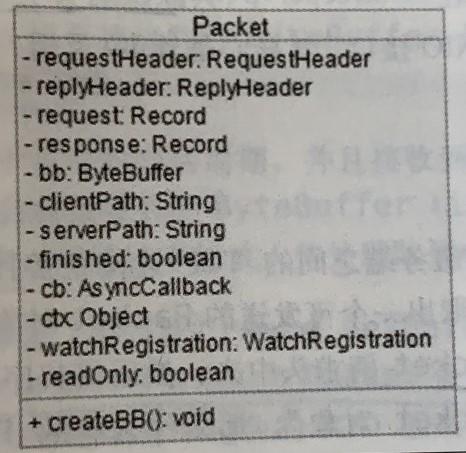 Packet
- requestHeader: RequestHeader
- replyHeader: ReplyHeader
- request: Record
- response: Record
- bb: ByteBuffer
- clientPath: String
- serverPath: String
- finished: boolean
- cb: AsyncCallback
- ctx: Object
- watchRegistration: WatchRegistration
- readOnly: boolean
+ createBB(): void